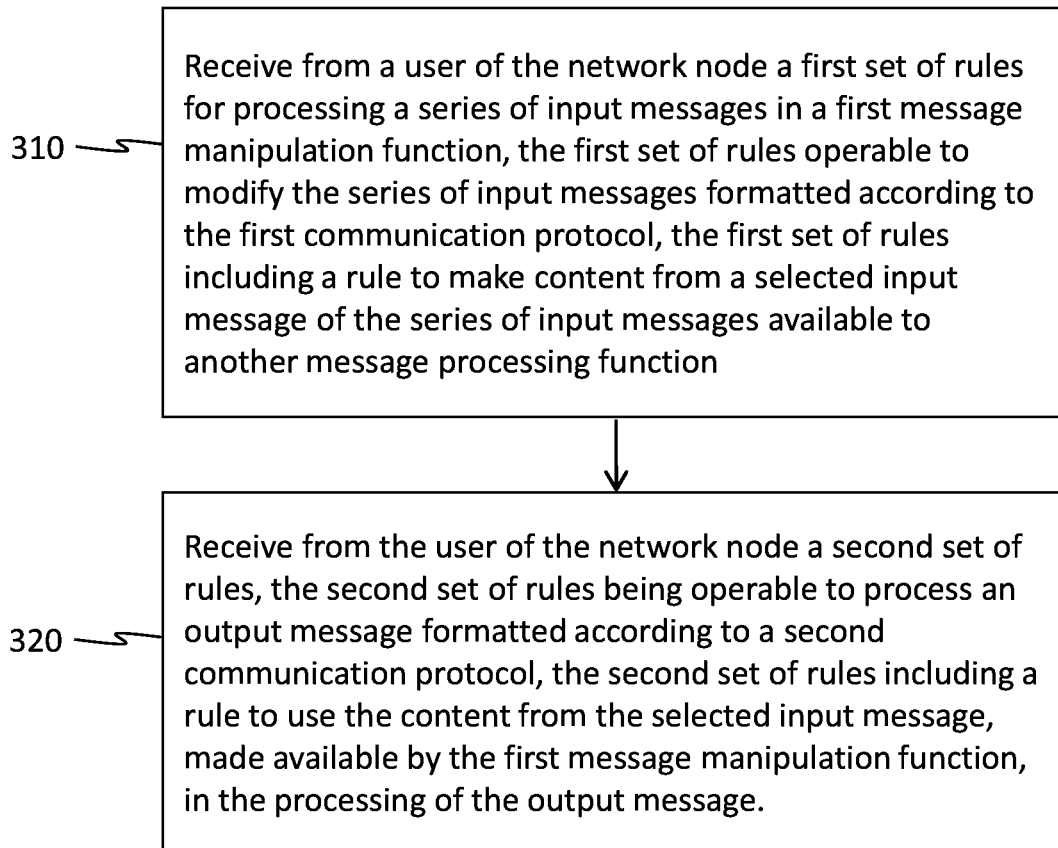 Receive from a user of the network node a first set of rules
for processing a series of input messages in a first message
manipulation function, the first set of rules operable to
modify the series of input messages formatted according to
the first communication protocol, the first set of rules
including a rule to make content from a selected input
message of the series of input messages available to
another message processing function
310
Receive from the user of the network node a second set of
rules, the second set of rules being operable to process an
output message formatted according to a second
communication protocol, the second set of rules including a
rule to use the content from the selected input message,
made available by the first message manipulation function,
in the processing of the output message.
320